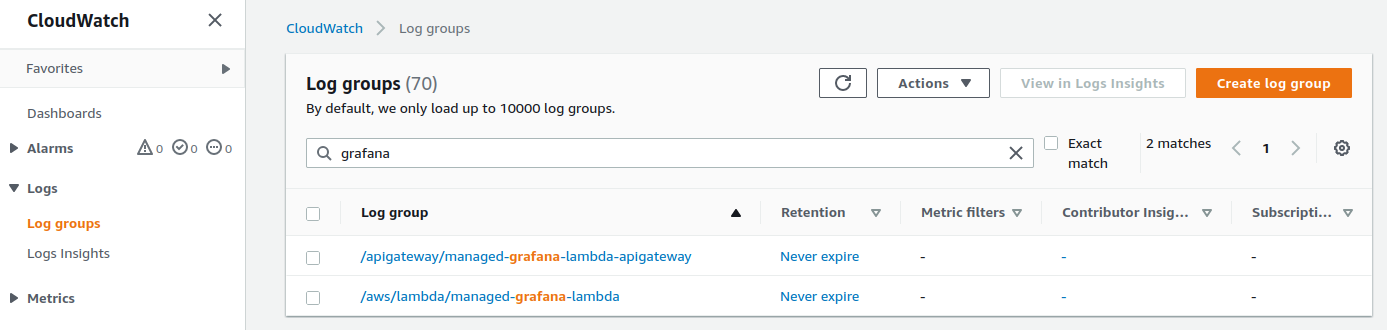 CloudWatch
Favorites
Dashboards
Alarms 0 0 0
Logs
Log groups
Logs Insights
Metrics
CloudWatch Log groups
Log groups (70)
By default, we only load up to 10000 log groups.
Actions
View in Logs Insights
Create log group
grafana
Exact match
2 matches
1
Log group Retention Metric filters Contributor Insig... Subscripti...
/apigateway/managed-grafana-lambda-apigateway Never expire - - -
/aws/lambda/managed-grafana-lambda Never expire - - -